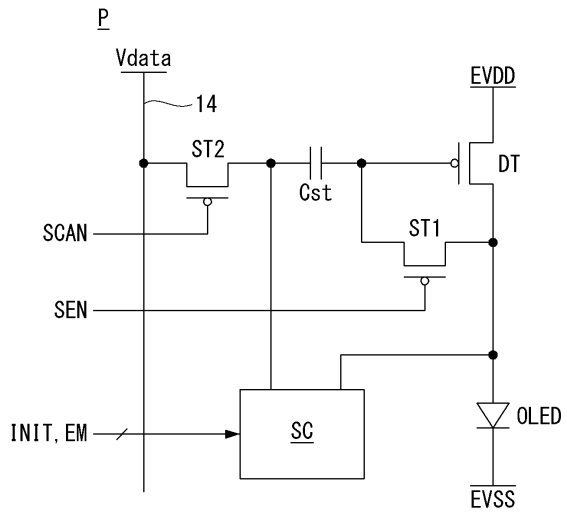 P
Vdata
EVDD
14
ST2
DT
Cst
SCAN
ST1
SEN
OLED
INIT, EM
SC
EVSS